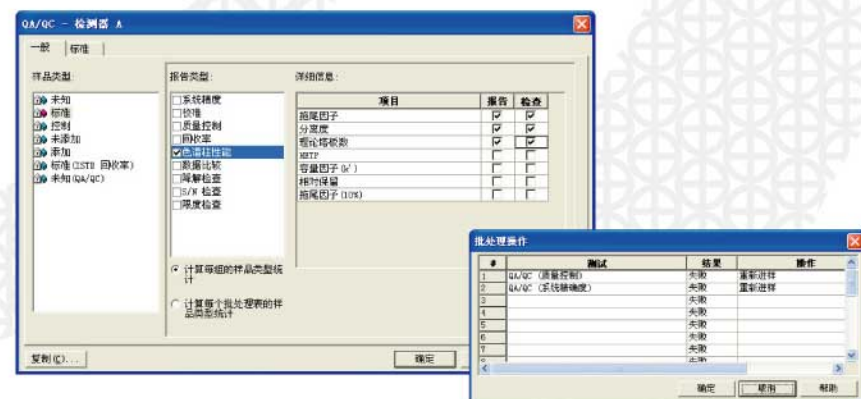 QA/QC - 检测器 A
一般 标准
样品类型:
未知
标准
控制
未添加
添加
标准(ISTD 回收率)
未知(QA/QC)
报告类型:
系统精度
校准
质量控制
回收率
色谱柱性能
数据比较
降解检查
S/N 检查
限度检查
计算每组的样品类型统
计
计算每个批处理表的样
品类型统计
详细信息:
项目 报告 检查
拖尾因子
分离度
理论塔板数
HETP
容量因子(k')
相对保留
拖尾因子(10%)
复制(C)...
确定
批处理操作
# 测试 结果 操作
1 QA/QC (质量控制) 失败 重新进样
2 QA/QC (系统精确度) 失败 重新进样
3 失败
4 失败
5 失败
6 失败
7 失败
8 失败
确定 取消 帮助